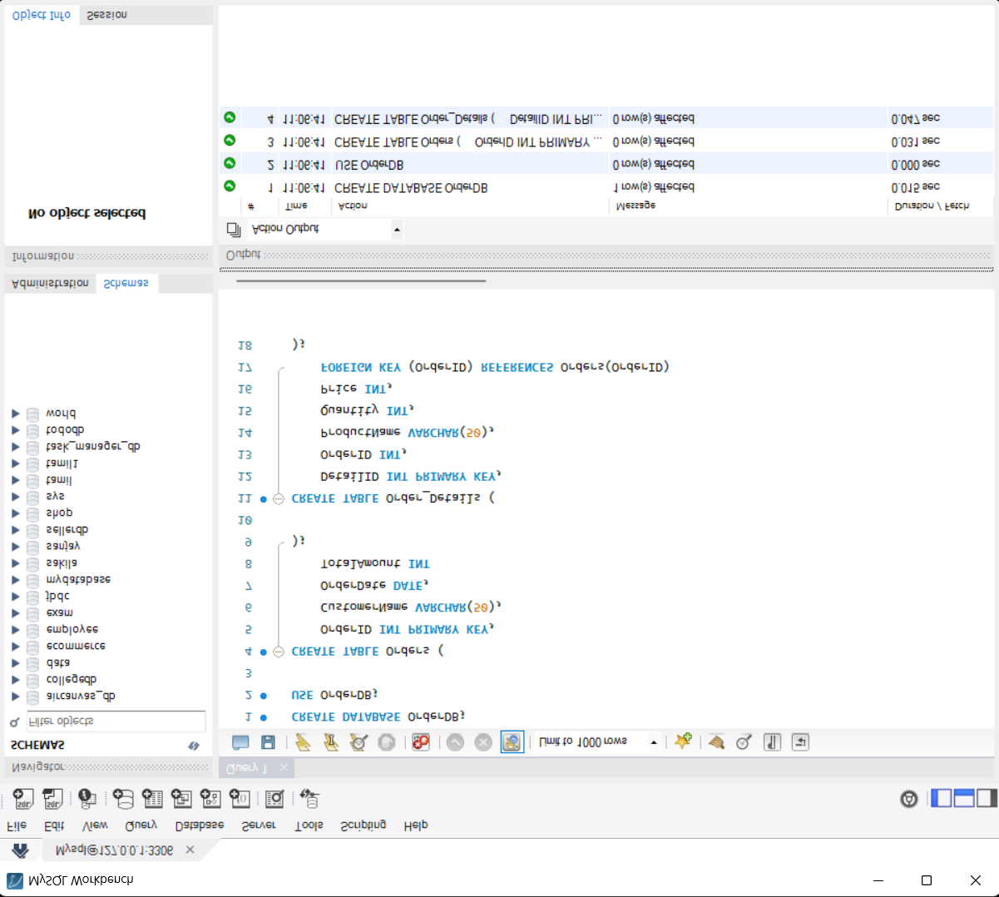 MySQL Workbench
Mysql@127.0.0.1:3306
File Edit View Query Database Server Tools Scripting Help
Navigator
SCHEMAS
Filter objects
aircanvas_db
collegedb
data
ecommerce
employee
exam
jbdc
mydatabase
sakila
sanjay
sellerdb
shop
sys
tamil
tamil1
task_manager_db
tododb
world
Administration Schemas
Information
No object selected
Object Info Session
Query 1
Limit to 1000 rows
1 CREATE DATABASE OrderDB;
2 USE OrderDB;
3
4 CREATE TABLE Orders (
5 OrderID INT PRIMARY KEY,
6 CustomerName VARCHAR(50),
7 OrderDate DATE,
8 TotalAmount INT
9 );
10
11 CREATE TABLE Order_Details (
12 DetailID INT PRIMARY KEY,
13 OrderID INT,
14 ProductName VARCHAR(50),
15 Quantity INT,
16 Price INT,
17 FOREIGN KEY (OrderID) REFERENCES Orders(OrderID)
18 );
Output
Action Output
# Time Action Message Duration / Fetch
1 11:06:41 CREATE DATABASE OrderDB 1 row(s) affected 0.015 sec
2 11:06:41 USE OrderDB 0 row(s) affected 0.000 sec
3 11:06:41 CREATE TABLE Orders ( OrderID INT PRIMARY ... 0 row(s) affected 0.031 sec
4 11:06:41 CREATE TABLE Order_Details ( DetailID INT PRI... 0 row(s) affected 0.047 sec